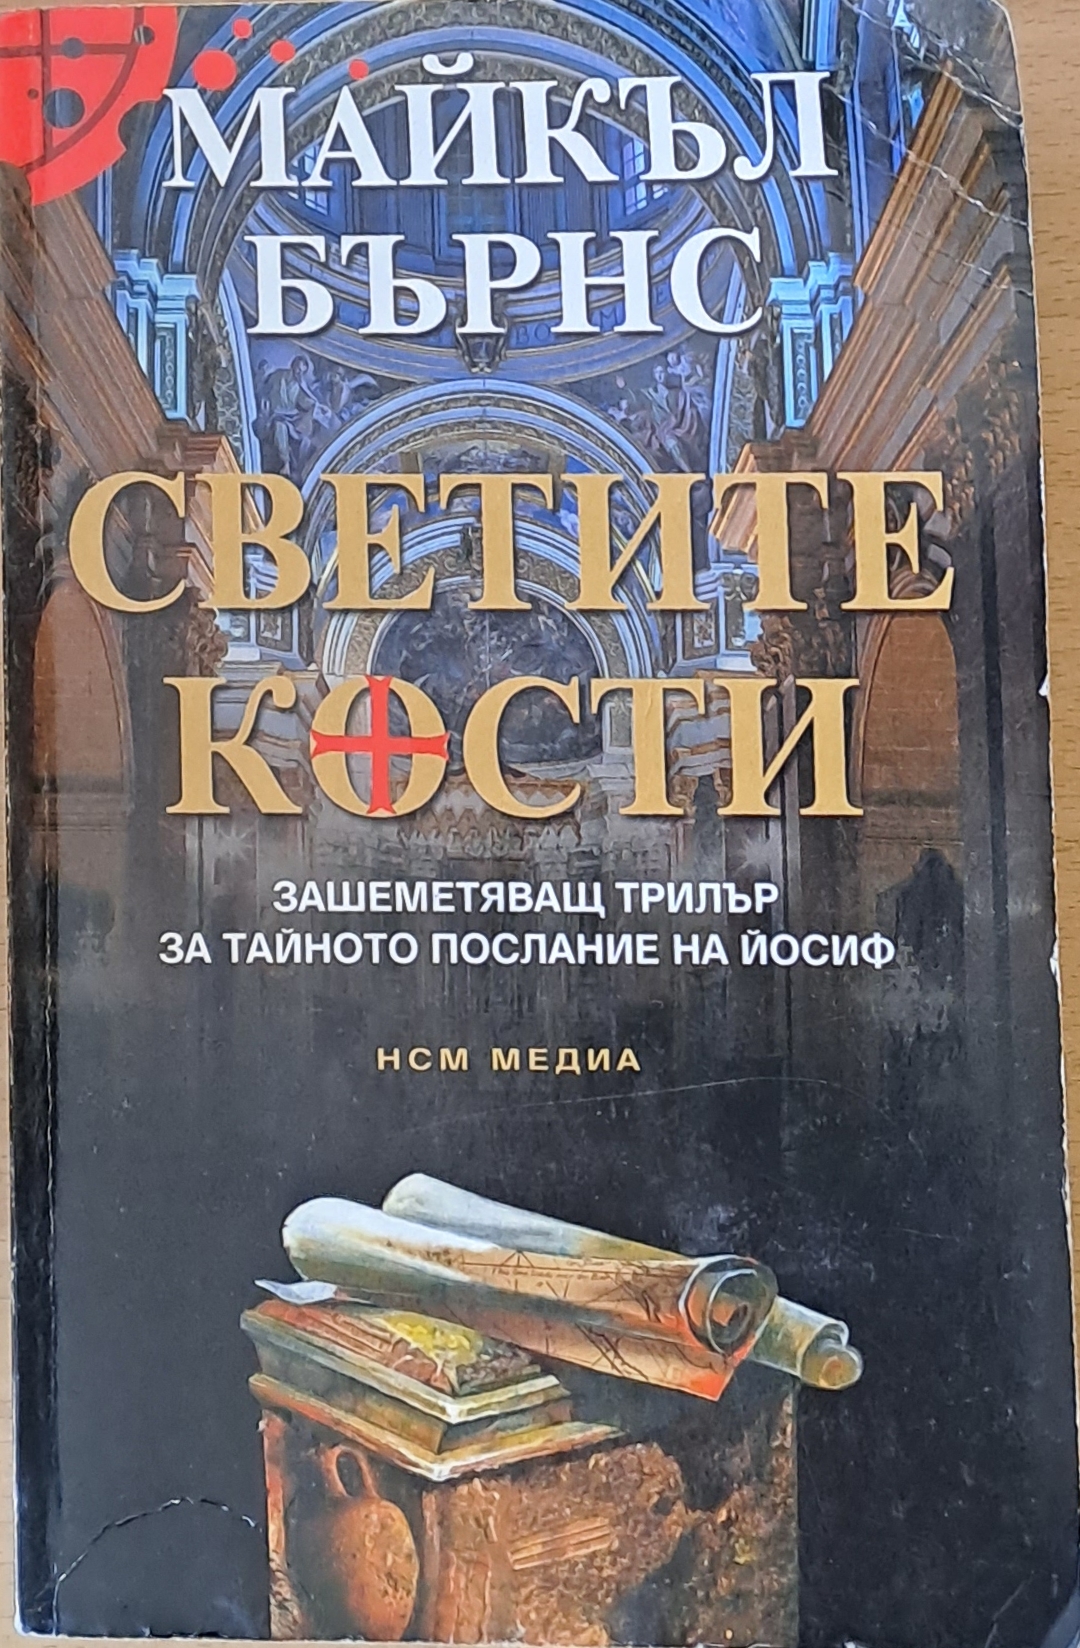 МАЙКЪЛ
БЪРНС
СВЕТИТЕ
КОСТИ
ЗАШЕМЕТЯВАЩ ТРИЛЪР
ЗА ТАЙНОТО ПОСЛАНИЕ НА ЙОСИФ
НСМ МЕДИА